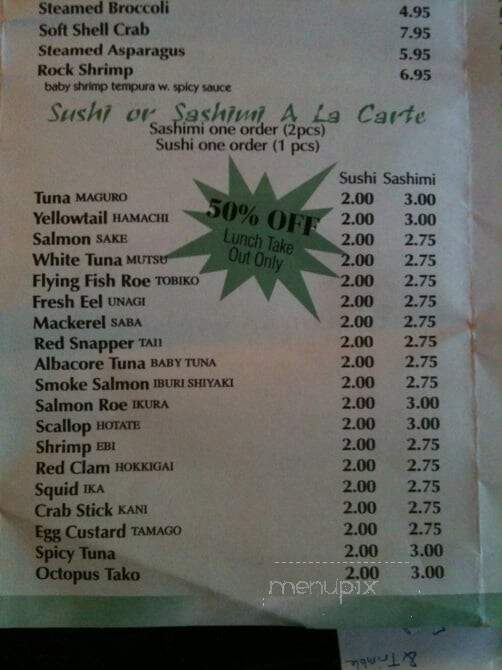 Steamed Broccoli 4.95
Soft Shell Crab 7.95
Steamed Asparagus 5.95
Rock Shrimp 6.95
baby shrimp tempura w. spicy sauce
Sushi or Sashimi A La Carte
Sashimi one order (2pcs)
Sushi one order (1 pcs)
50% OFF
Lunch Take
Out Only
Sushi Sashimi
Tuna MAGURO 2.00 3.00
Yellowtail HAMACHI 2.00 3.00
Salmon SAKE 2.00 2.75
White Tuna MUTSU 2.00 2.75
Flying Fish Roe TOBIKO 2.00 2.75
Fresh Eel UNAGI 2.00 2.75
Mackerel SABA 2.00 2.75
Red Snapper TAII 2.00 2.75
Albacore Tuna BABY TUNA 2.00 2.75
Smoke Salmon IBURI SHIYAKI 2.00 2.75
Salmon Roe IKURA 2.00 3.00
Scallop HOTATE 2.00 3.00
Shrimp EBI 2.00 2.75
Red Clam HOKKIGAI 2.00 2.75
Squid IKA 2.00 2.75
Crab Stick KANI 2.00 2.75
Egg Custard TAMAGO 2.00 2.75
Spicy Tuna 2.00 3.00
Octopus Tako 2.00 3.00
menupix